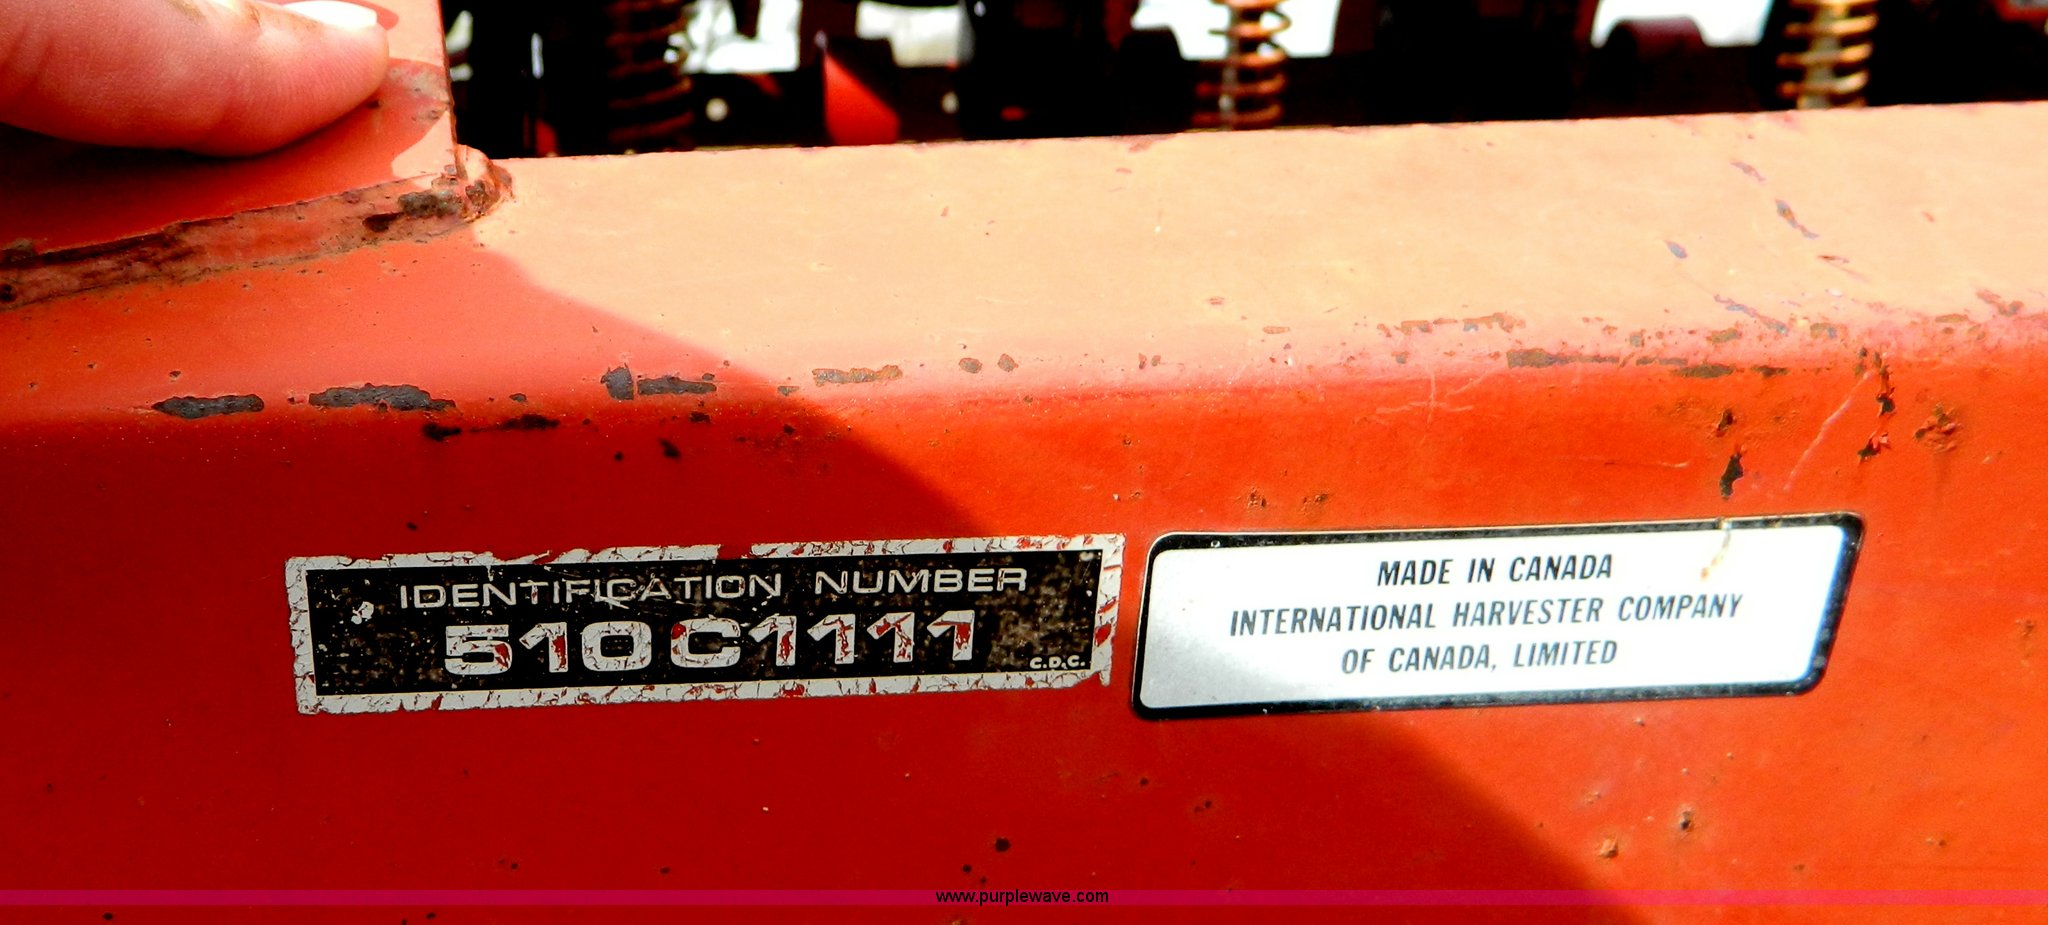 IDENTIFICATION NUMBER
510C1111
C.D.C.
MADE IN CANADA
INTERNATIONAL HARVESTER COMPANY
OF CANADA, LIMITED
www.purplewave.com